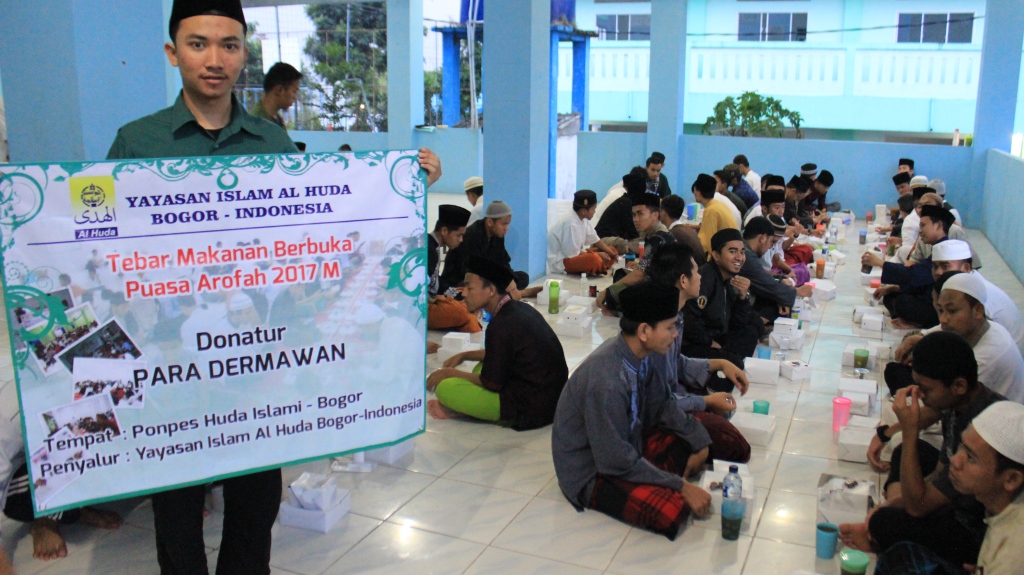 الهدى
Al Huda
YAYASAN ISLAM AL HUDA
BOGOR - INDONESIA
Tebar Makanan Berbuka
Puasa Arofah 2017 M
Donatur
PARA DERMAWAN
Tempat : Ponpes Huda Islami - Bogor
Penyalur : Yayasan Islam Al Huda Bogor-Indonesia